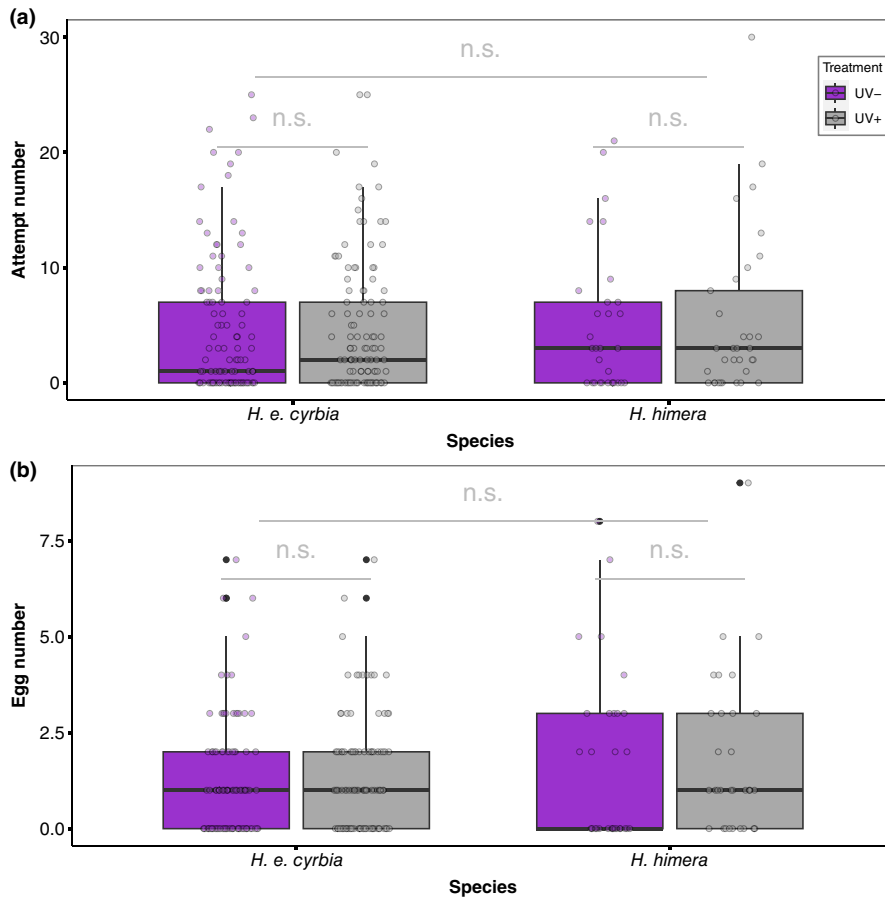 (a)
30
20
10
0
Attempt number
n.s.
n.s.
n.s.
Treatment
UV−
UV+
H. e. cyrbia
H. himera
Species
(b)
7.5
5.0
2.5
0.0
Egg number
n.s.
n.s.
n.s.
H. e. cyrbia
H. himera
Species